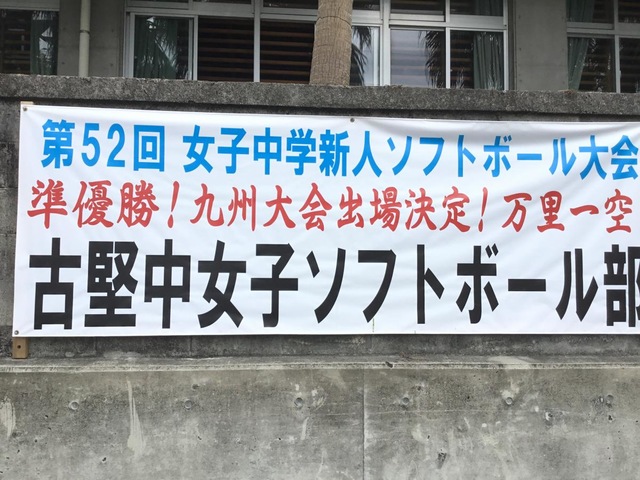 第52回 女子中学新人ソフトボール大会
準優勝!九州大会出場決定!万里一空
古堅中女子ソフトボール部